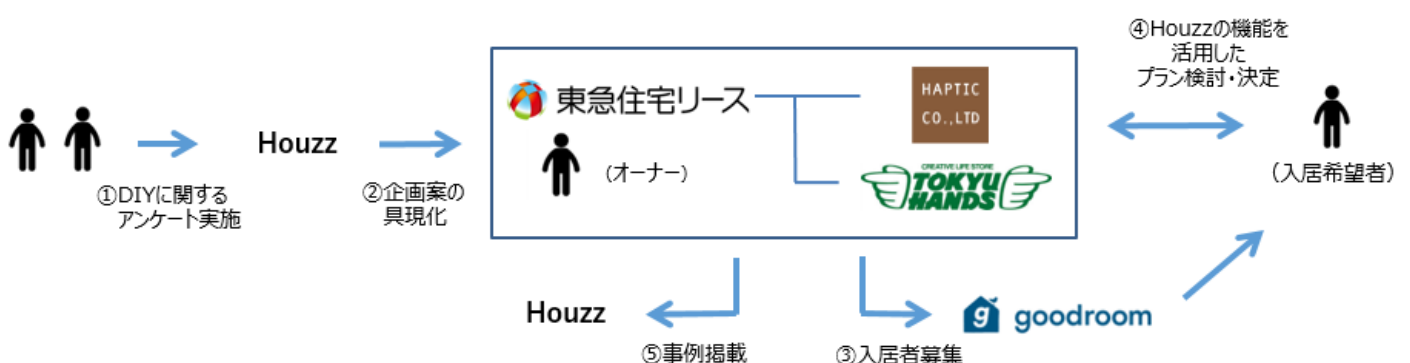 ①DIYに関する
アンケート実施
Houzz
②企画案の
具現化
東急住宅リース
(オーナー)
HAPTIC
CO.,LTD
CREATIVE LIFE STORE
TOKYU
HANDS
④Houzzの機能を
活用した
プラン検討・決定
(入居希望者)
Houzz
⑤事例掲載
③入居者募集
g
goodroom